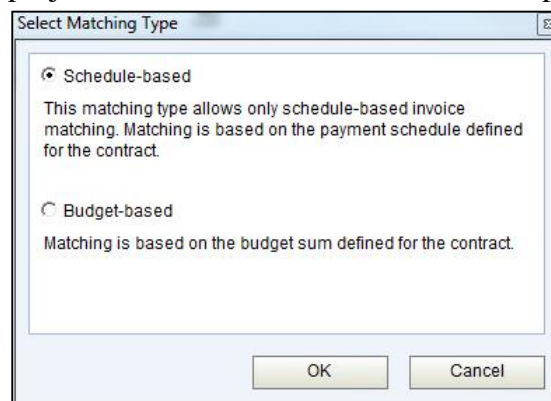 Select Matching Type
Schedule-based
This matching type allows only schedule-based invoice
matching. Matching is based on the payment schedule defined
for the contract.
Budget-based
Matching is based on the budget sum defined for the contract.
OK Cancel